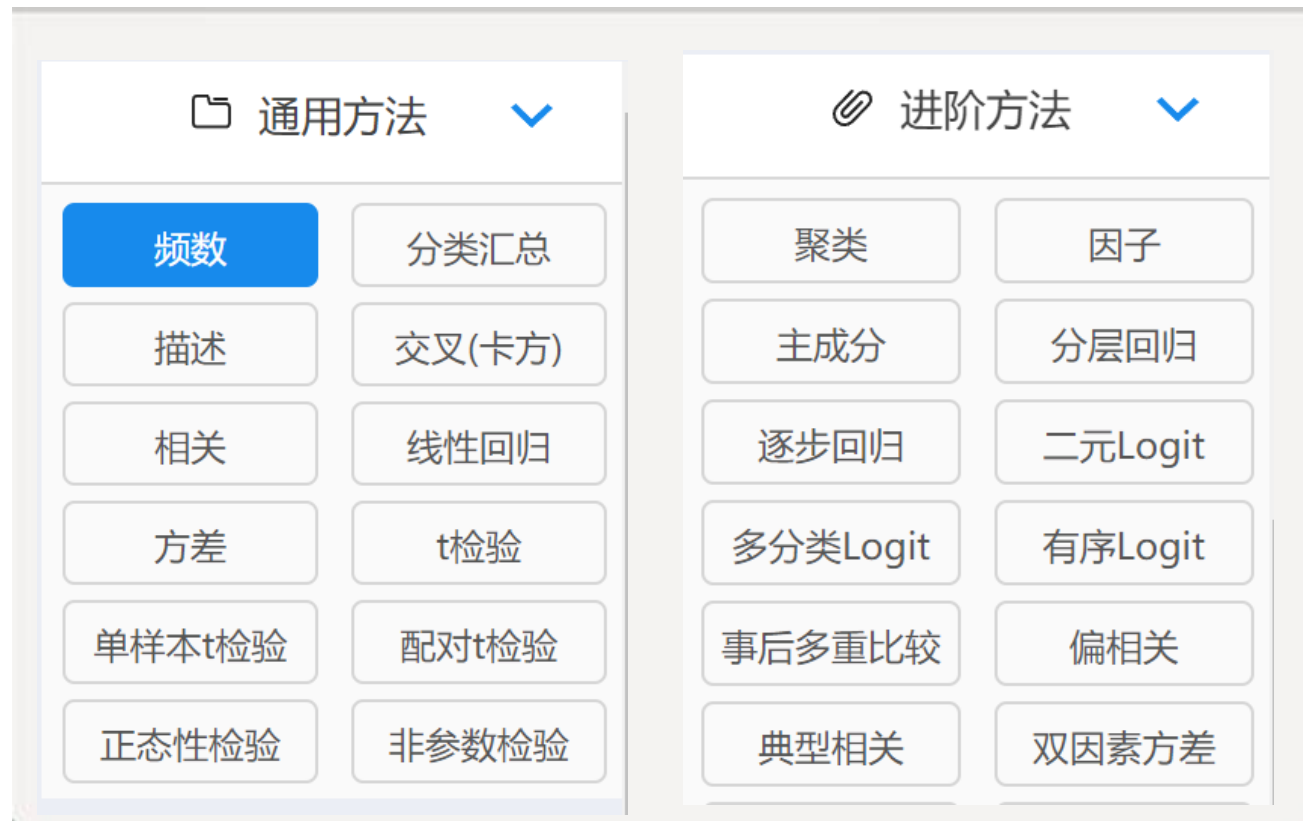 通用方法
频数 分类汇总
描述 交叉(卡方)
相关 线性回归
方差 t检验
单样本t检验 配对t检验
正态性检验 非参数检验
进阶方法
聚类 因子
主成分 分层回归
逐步回归 二元Logit
多分类Logit 有序Logit
事后多重比较 偏相关
典型相关 双因素方差